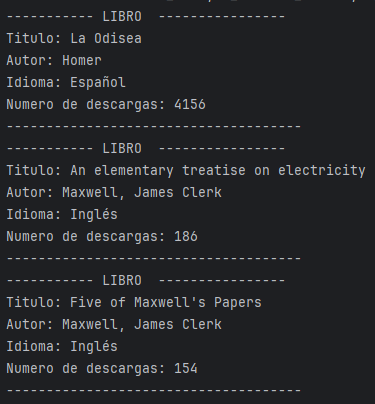 ----------- LIBRO  ----------------
Titulo: La Odisea
Autor: Homer
Idioma: Español
Numero de descargas: 4156
-------------------------------------
----------- LIBRO  ----------------
Titulo: An elementary treatise on electricity
Autor: Maxwell, James Clerk
Idioma: Inglés
Numero de descargas: 186
-------------------------------------
----------- LIBRO  ----------------
Titulo: Five of Maxwell's Papers
Autor: Maxwell, James Clerk
Idioma: Inglés
Numero de descargas: 154
-------------------------------------